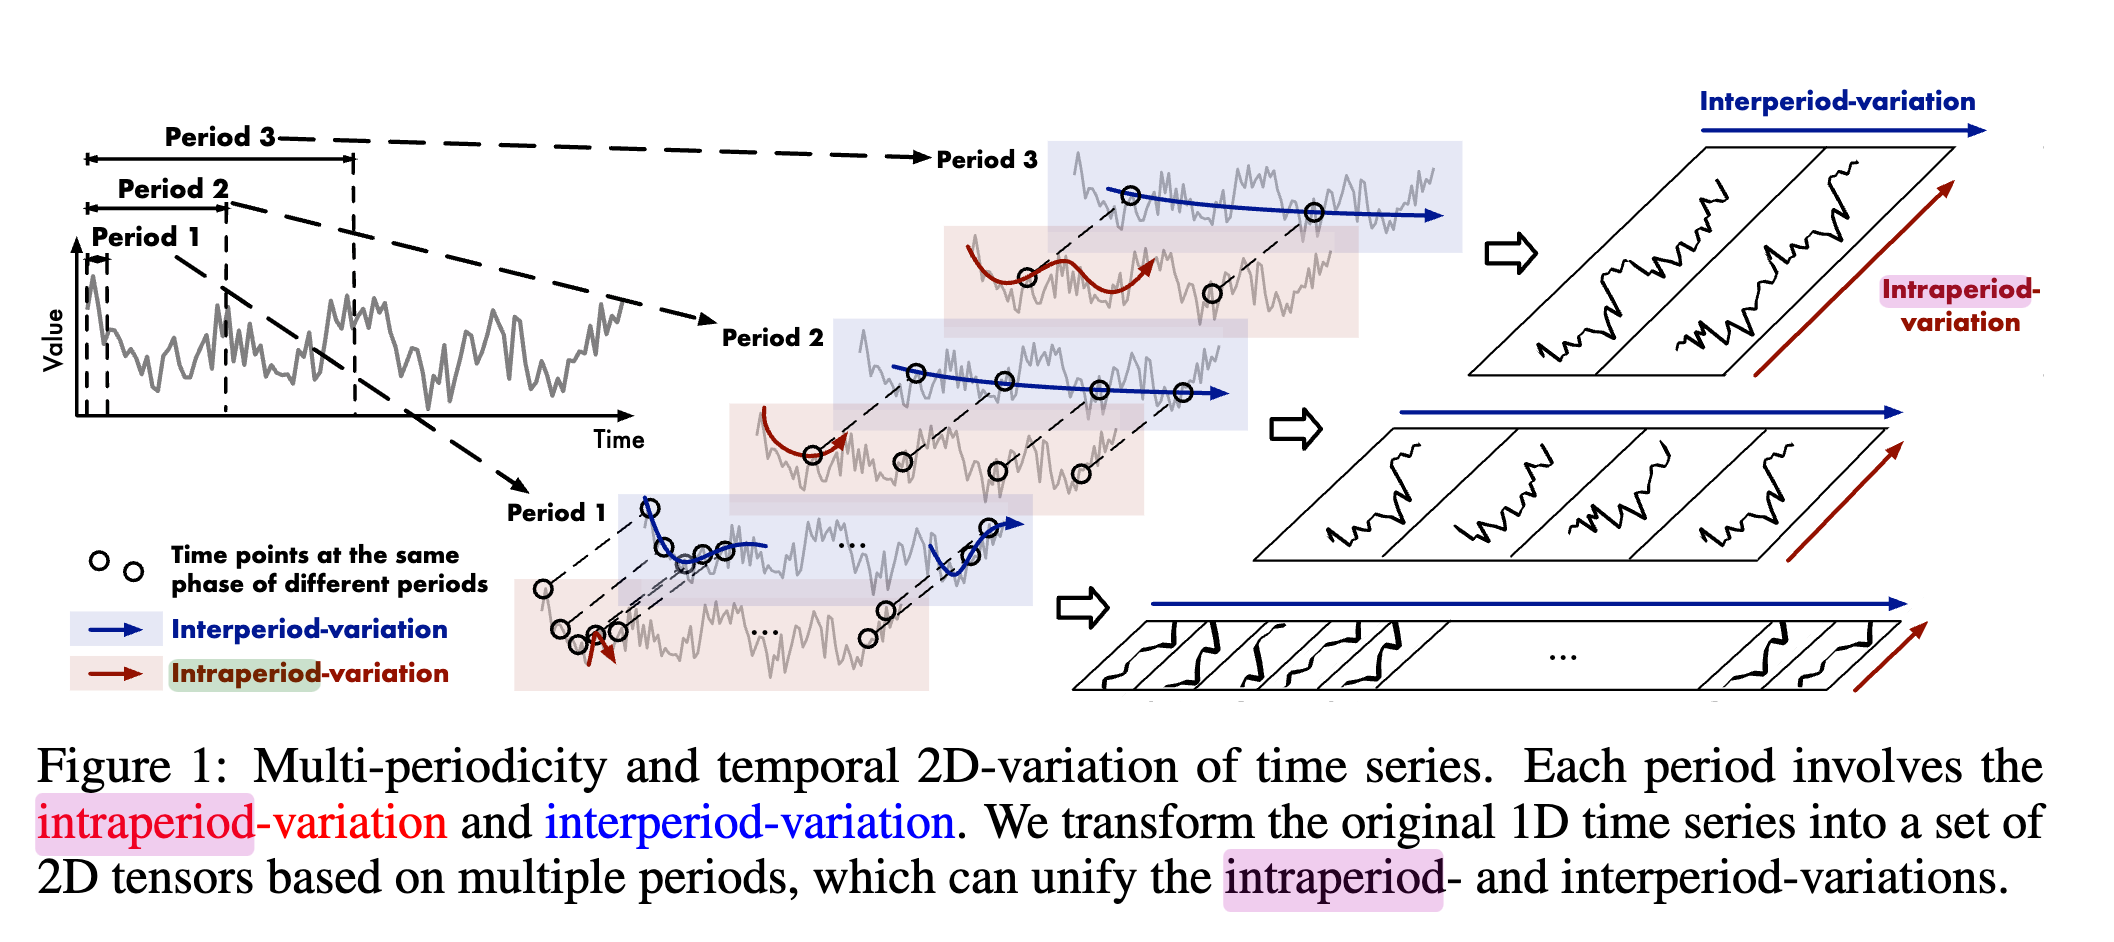 Interperiod-variation
Period 3
Period 3
Period 2
Period 1
Value
Time
Intraperiod-
variation
Period 2
Period 1
...
...
...
Time points at the same
phase of different periods
Interperiod-variation
Intraperiod-variation
Figure 1: Multi-periodicity and temporal 2D-variation of time series. Each period involves the
intraperiod-variation and interperiod-variation. We transform the original 1D time series into a set of
2D tensors based on multiple periods, which can unify the intraperiod- and interperiod-variations.